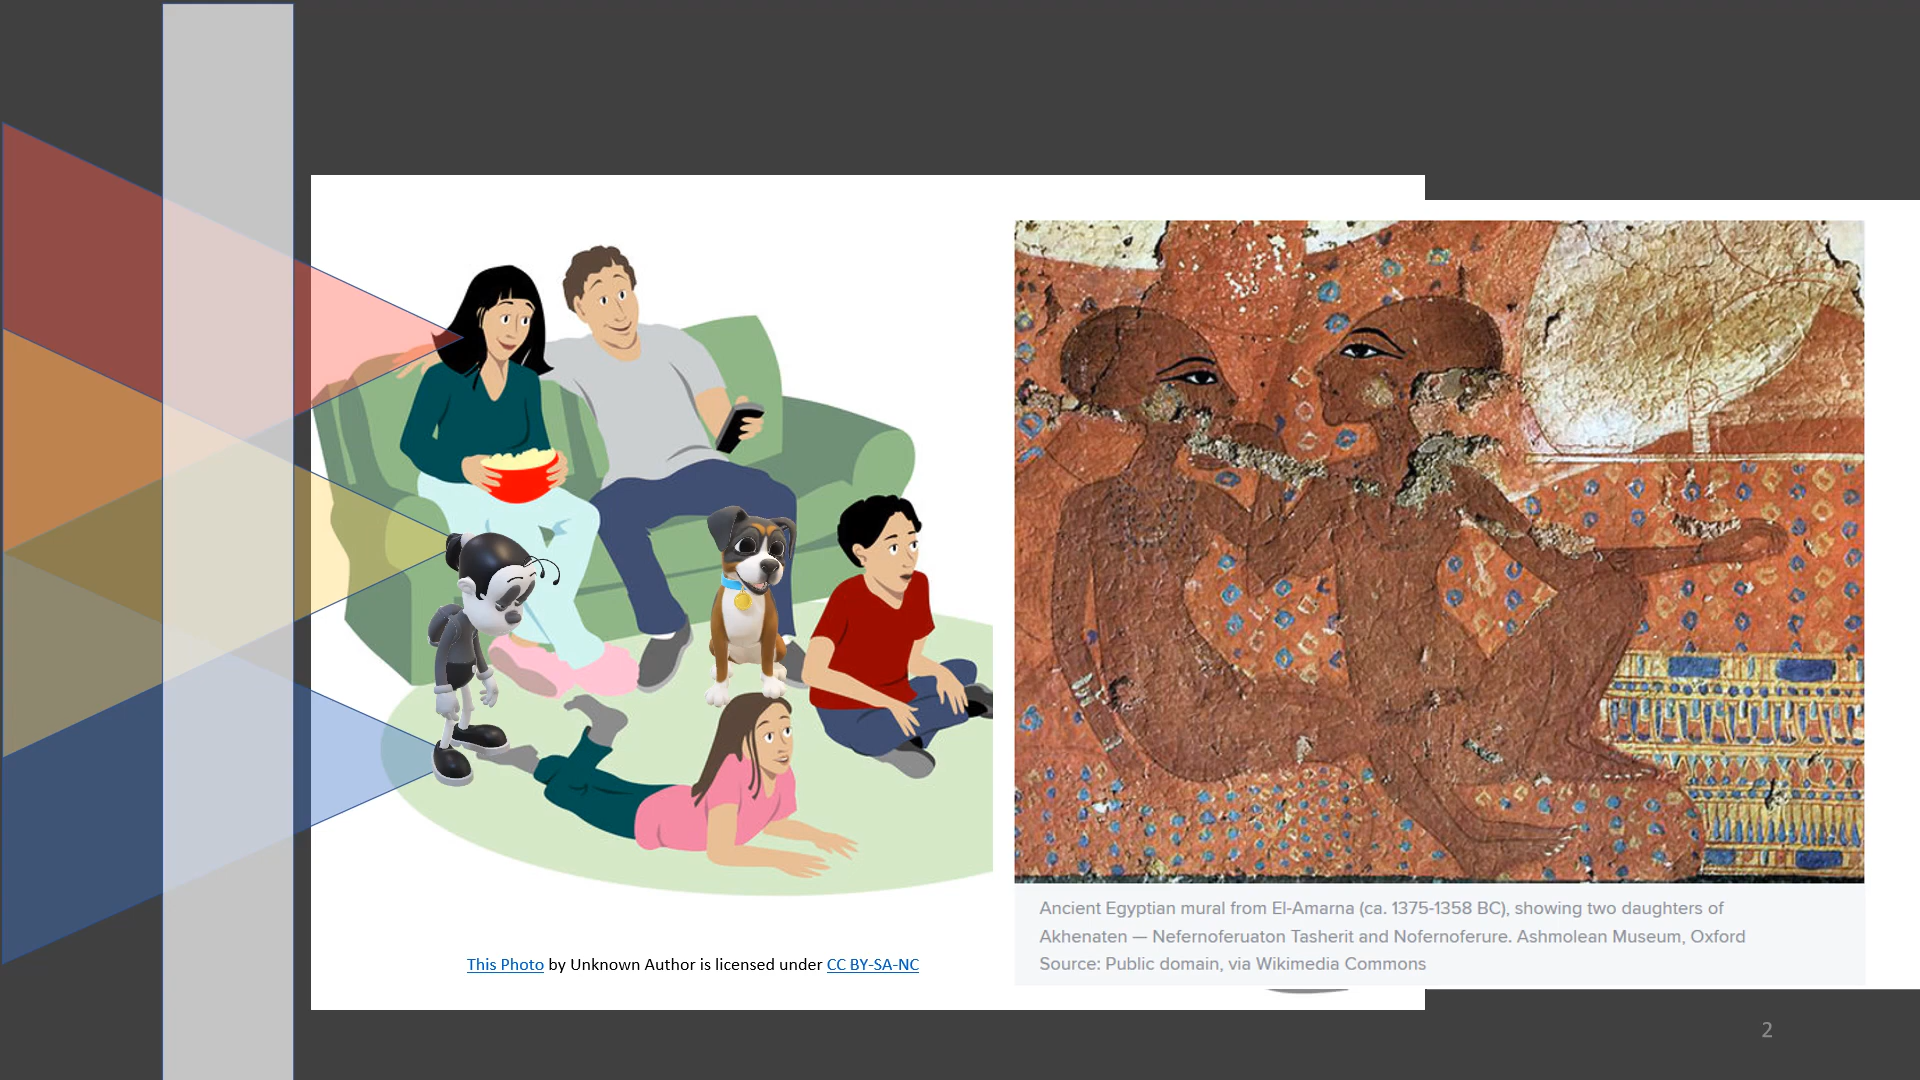 This Photo by Unknown Author is licensed under CC BY-SA-NC
Ancient Egyptian mural from El-Amarna (ca. 1375-1358 BC), showing two daughters of
Akhenaten — Nefernoferuaton Tasherit and Nofernoferure. Ashmolean Museum, Oxford
Source: Public domain, via Wikimedia Commons
2